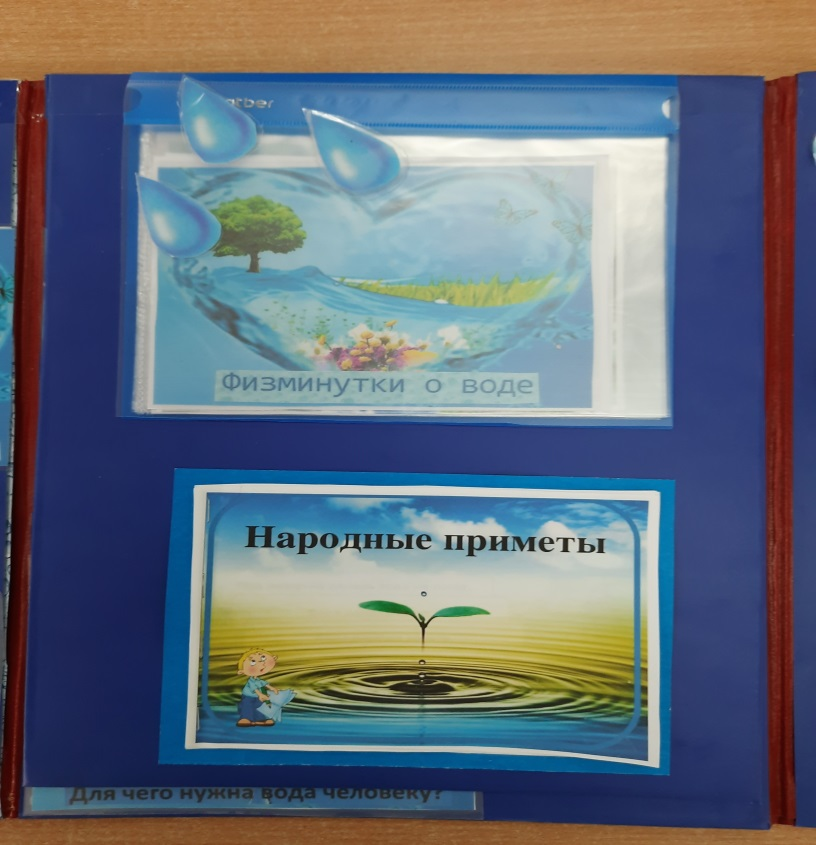 Физминутки о воде
Народные приметы
Для чего нужна вода человеку?